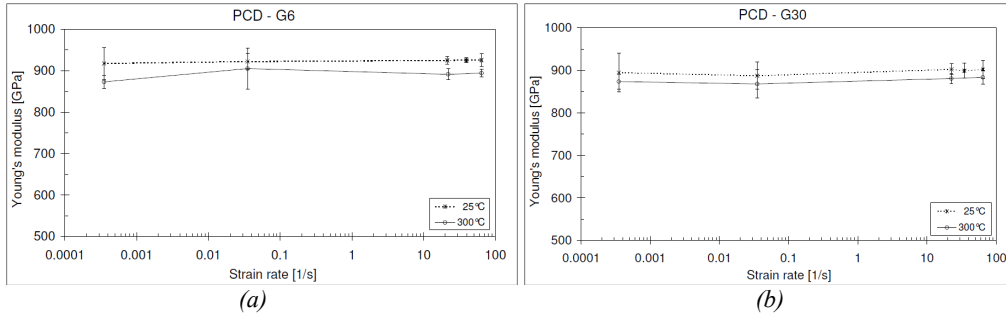 PCD - G6
1000
900
800
700
600
500
Young's modulus [GPa]
0.0001
0.001
0.01
0.1
1
10
100
Strain rate [1/s]
25°C
300°C
(a)
PCD - G30
1000
900
800
700
600
500
Young's modulus [GPa]
0.0001
0.001
0.01
0.1
1
10
100
Strain rate [1/s]
25°C
300°C
(b)